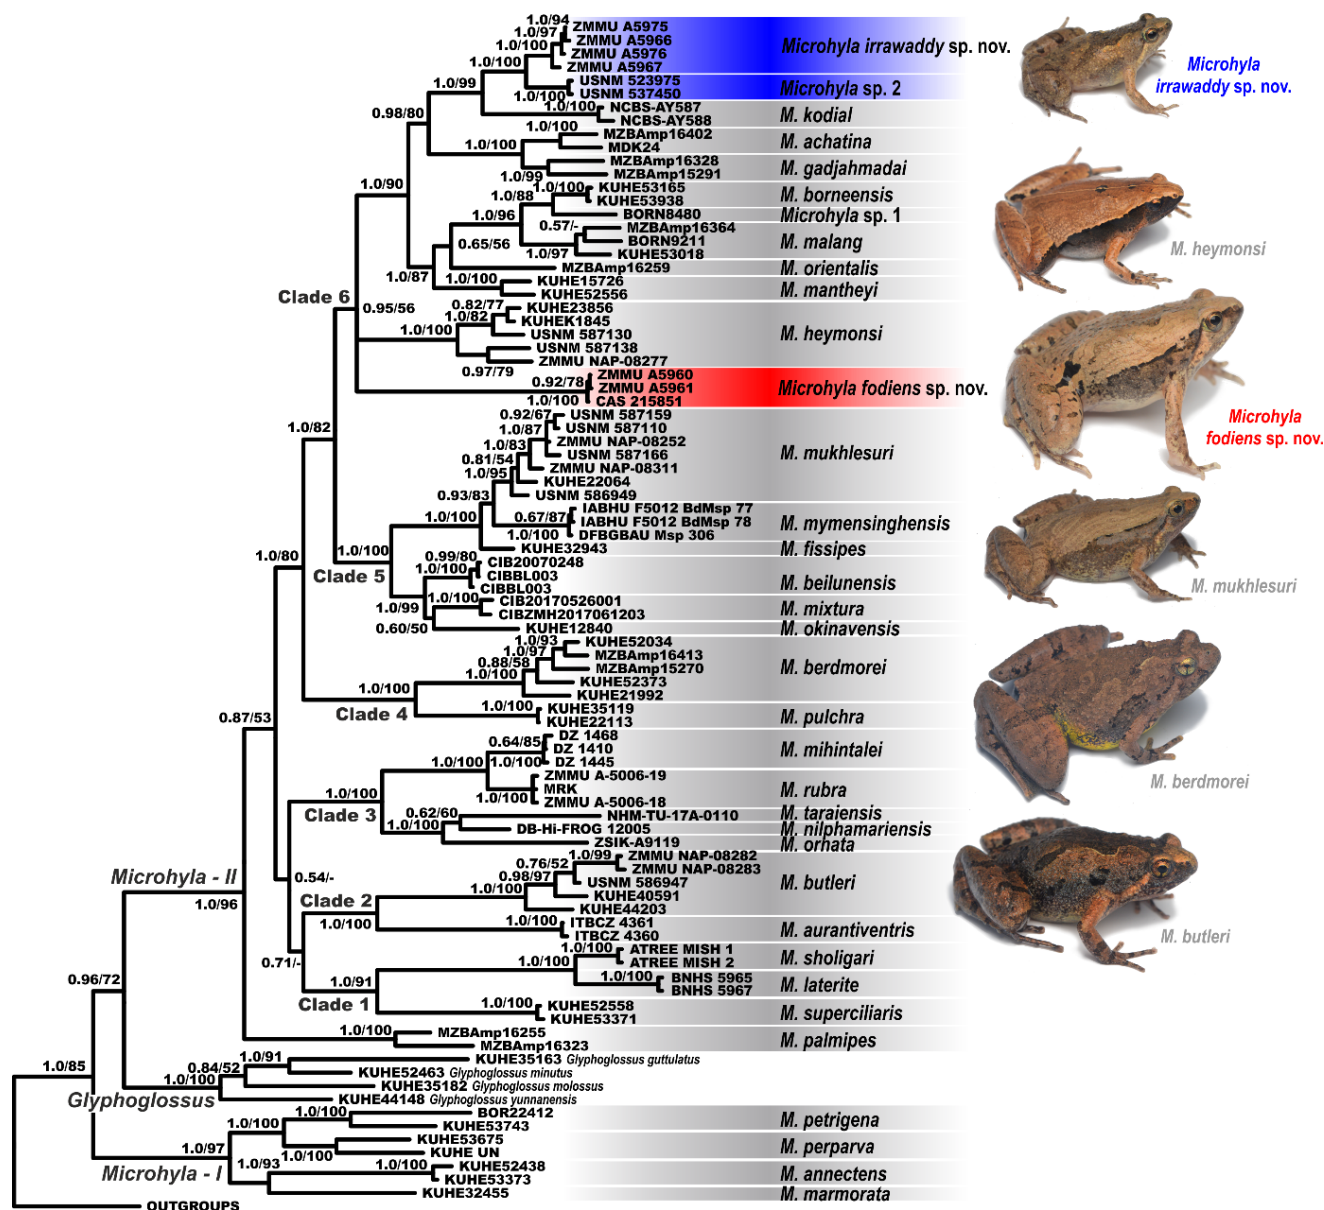 1.0/94
ZMMU A5975
1.0/97
ZMMU A5966
1.0/100
ZMMU A5976
Microhyla irrawaddy sp. nov.
1.0/100
ZMMU A5967
USNM 523975
1.0/99
1.0/100
USNM 537450
Microhyla sp. 2
Microhyla
irrawaddy sp. nov.
1.0/100
NCBS-AY587
NCBS-AY588
M. kodial
0.98/80
1.0/100
MZBAmp16402
MDK24
M. achatina
MZBAmp16328
1.0/99
MZBAmp15291
M. gadjahmadai
1.0/90
1.0/100
KUHE53165
1.0/88
KUHE53938
M. borneensis
1.0/96
BORN8480
Microhyla sp. 1
0.57/-
MZBAmp16364
0.65/56
BORN9211
M. malang
1.0/97
KUHE53018
M. heymonsi
1.0/87
MZBAmp16259
M. orientalis
1.0/100
KUHE15726
KUHE52556
M. mantheyi
Clade 6
0.95/56
0.82/77
KUHE23856
1.0/82
KUHEK1845
1.0/100
USNM 587130
M. heymonsi
USNM 587138
0.97/79
ZMMU NAP-08277
0.92/78
ZMMU A5960
ZMMU A5961
Microhyla fodiens sp. nov.
1.0/100
CAS 215851
Microhyla
fodiens sp. nov.
1.0/82
0.92/67
USNM 587159
1.0/87
USNM 587110
1.0/83
ZMMU NAP-08252
0.81/54
USNM 587166
M. mukhlesuri
1.0/95
ZMMU NAP-08311
KUHE22064
0.93/83
USNM 586949
IABHU F5012 BdMsp 77
1.0/100
0.67/87
IABHU F5012 BdMsp 78
M. mymensinghensis
1.0/100
DFBGBAU Msp 306
1.0/80
1.0/100
KUHE32943
M. fissipes
Clade 5
0.99/80
CIB20070248
1.0/100
CIBBL003
CIBBL003
M. beilunensis
M. mukhlesuri
1.0/99
1.0/100
CIB20170526001
CIBZMH2017061203
M. mixtura
0.60/50
KUHE12840
M. okinavensis
1.0/93
KUHE52034
1.0/97
MZBAmp16413
0.88/58
MZBAmp15270
M. berdmorei
1.0/100
1.0/100
KUHE52373
KUHE21992
Clade 4
1.0/100
KUHE35119
KUHE22113
M. pulchra
0.87/53
0.64/85
DZ 1468
DZ 1410
M. mihintalei
1.0/100
1.0/100
DZ 1445
ZMMU A-5006-19
MRK
M. rubra
M. berdmorei
1.0/100
1.0/100
ZMMU A-5006-18
Clade 3
0.62/60
NHM-TU-17A-0110
M. taraiensis
1.0/100
DB-Hi-FROG 12005
M. nilphamariensis
ZSIK-A9119
M. ornata
1.0/99
ZMMU NAP-08282
0.76/52
ZMMU NAP-08283
Microhyla - II
0.54/-
0.98/97
USNM 586947
M. butleri
1.0/100
KUHE40591
Clade 2
KUHE44203
1.0/96
1.0/100
1.0/100
ITBCZ 4361
ITBCZ 4360
M. aurantiventris
M. butleri
1.0/100
ATREE MISH 1
0.71/-
1.0/100
ATREE MISH 2
M. sholigari
1.0/91
1.0/100
BNHS 5965
BNHS 5967
M. laterite
0.96/72
Clade 1
1.0/100
KUHE52558
KUHE53371
M. superciliaris
1.0/100
MZBAmp16255
MZBAmp16323
M. palmipes
1.0/85
1.0/91
KUHE35163 Glyphoglossus guttulatus
0.84/52
KUHE52463 Glyphoglossus minutus
1.0/100
KUHE35182 Glyphoglossus molossus
Glyphoglossus
KUHE44148 Glyphoglossus yunnanensis
1.0/100
BOR22412
1.0/100
KUHE53743
M. petrigena
1.0/97
KUHE53675
1.0/100
KUHE UN
M. perparva
Microhyla - I
1.0/93
1.0/100
KUHE52438
KUHE53373
M. annectens
KUHE32455
M. marmorata
OUTGROUPS